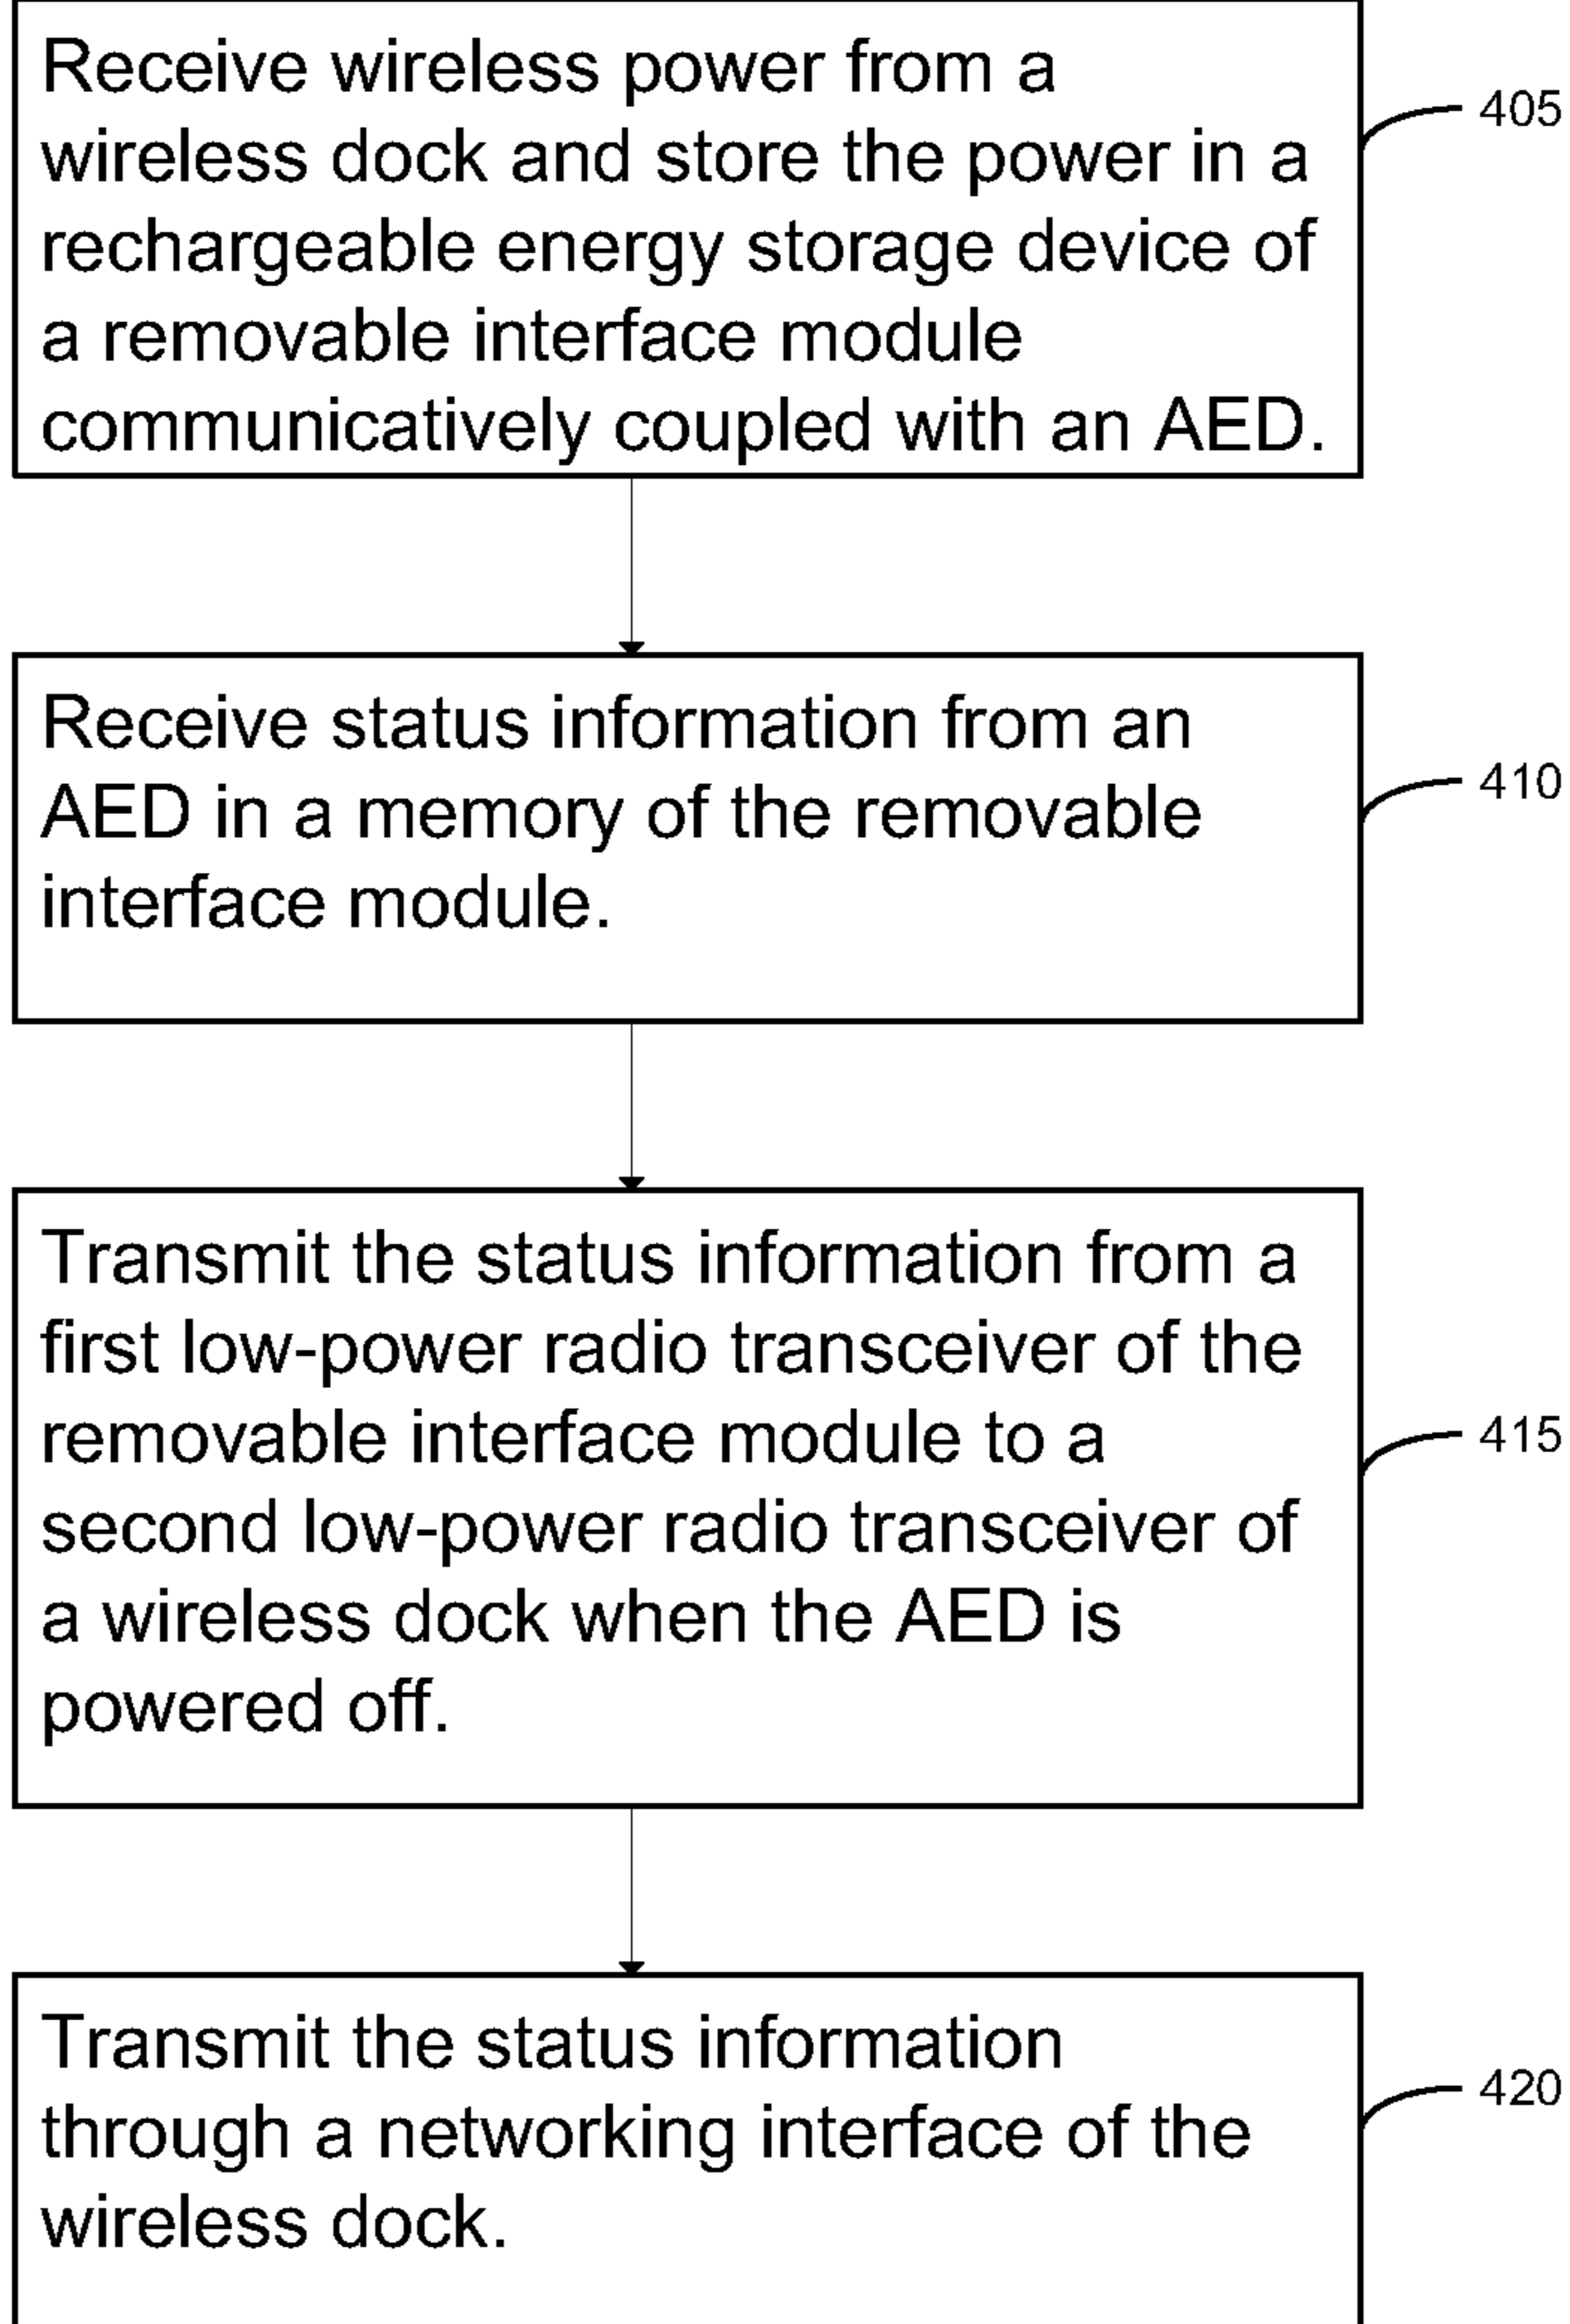 Receive wireless power from a
wireless dock and store the power in a
rechargeable energy storage device of
a removable interface module
communicatively coupled with an AED.
405
Receive status information from an
AED in a memory of the removable
interface module.
410
Transmit the status information from a
first low-power radio transceiver of the
removable interface module to a
second low-power radio transceiver of
a wireless dock when the AED is
powered off.
415
Transmit the status information
through a networking interface of the
wireless dock.
420